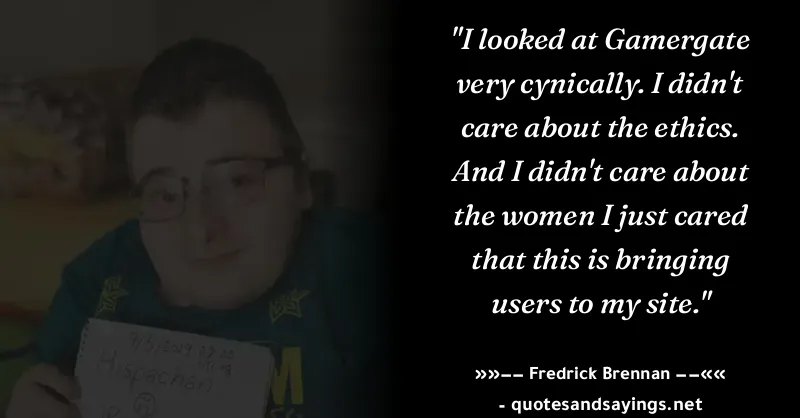 "I looked at Gamergate
very cynically. I didn't
care about the ethics.
And I didn't care about
the women I just cared
that this is bringing
users to my site."
»»–– Fredrick Brennan ––««
- quotesandsayings.net
Hispachan